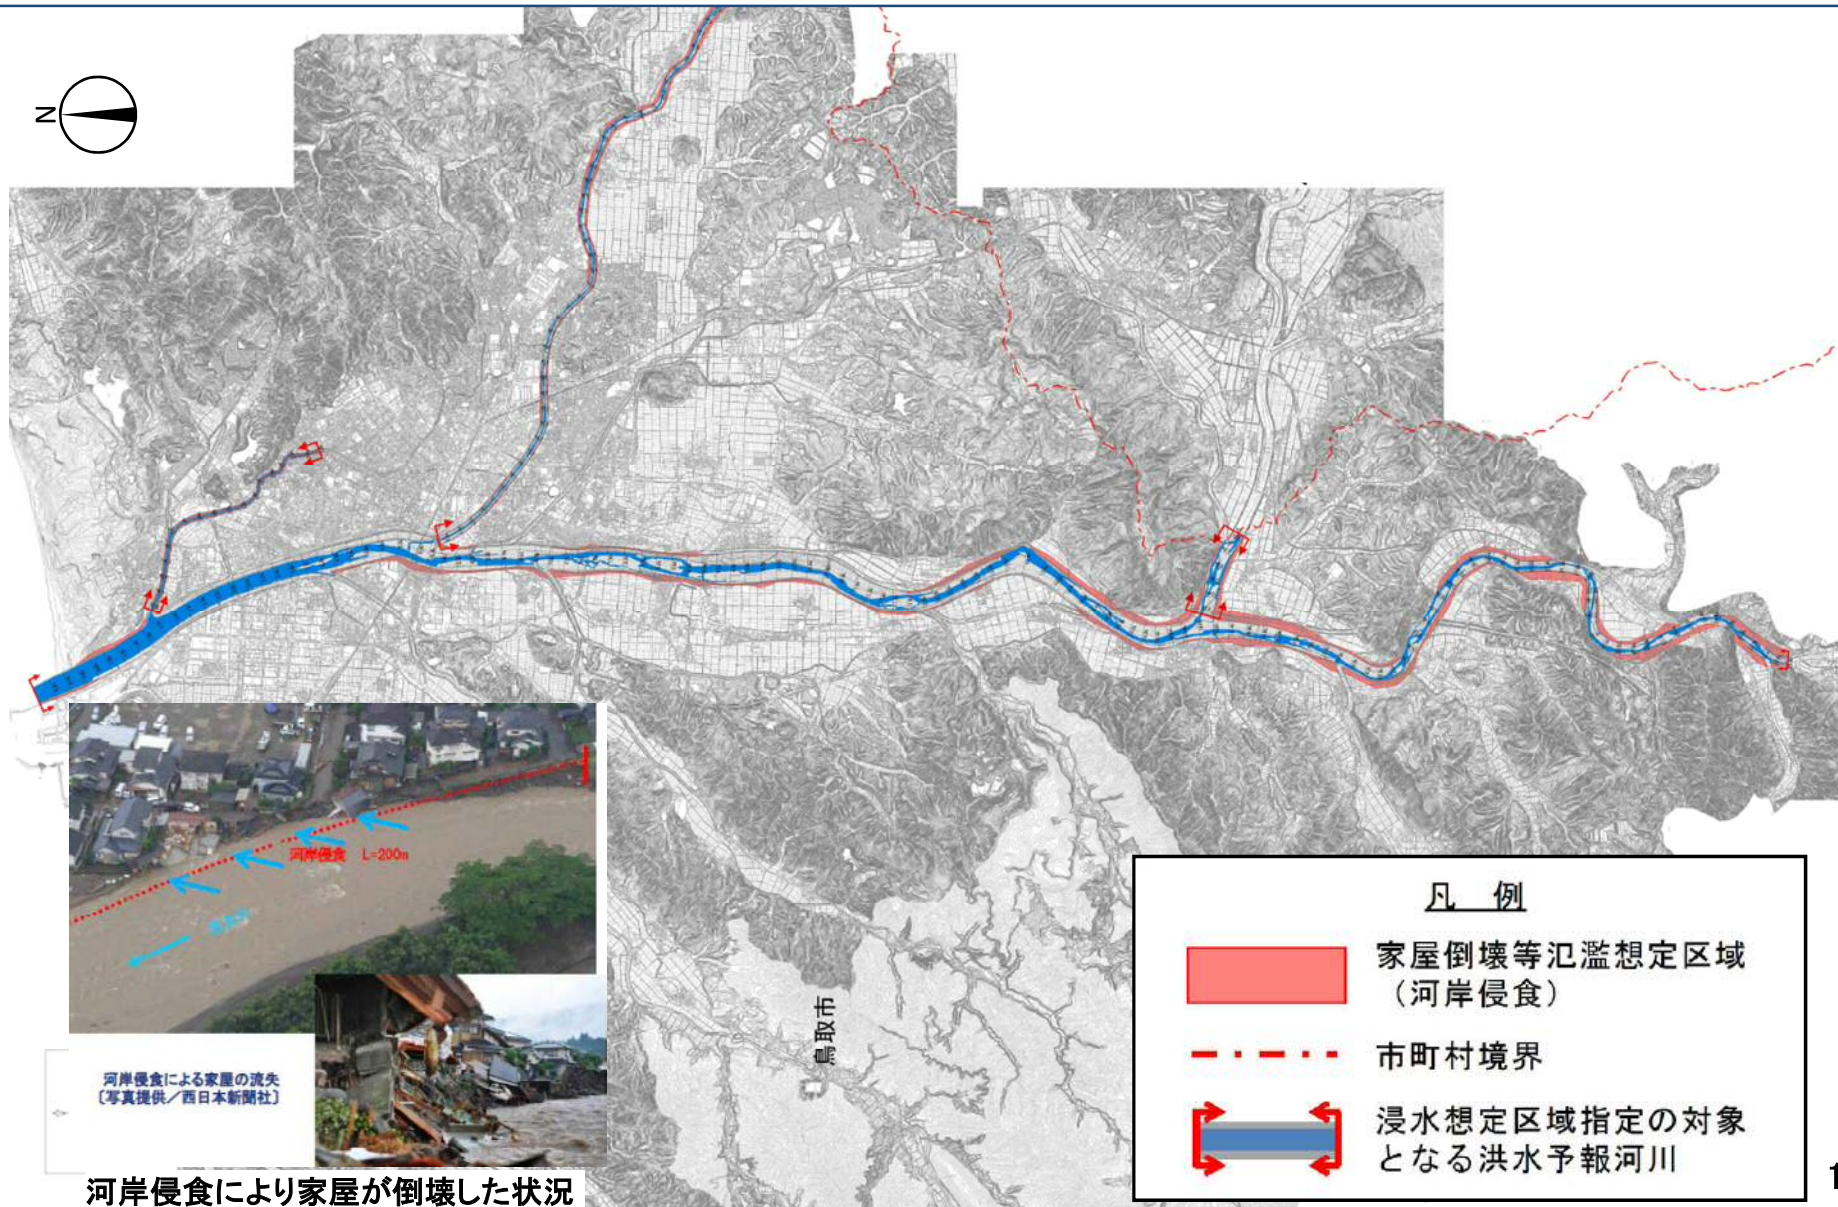 N
河岸侵食 L=200m
鳥取市
河岸侵食による家屋の流失
〔写真提供／西日本新聞社〕
河岸侵食により家屋が倒壊した状況
凡 例
家屋倒壊等氾濫想定区域
（河岸侵食）
市町村境界
浸水想定区域指定の対象
となる洪水予報河川
1